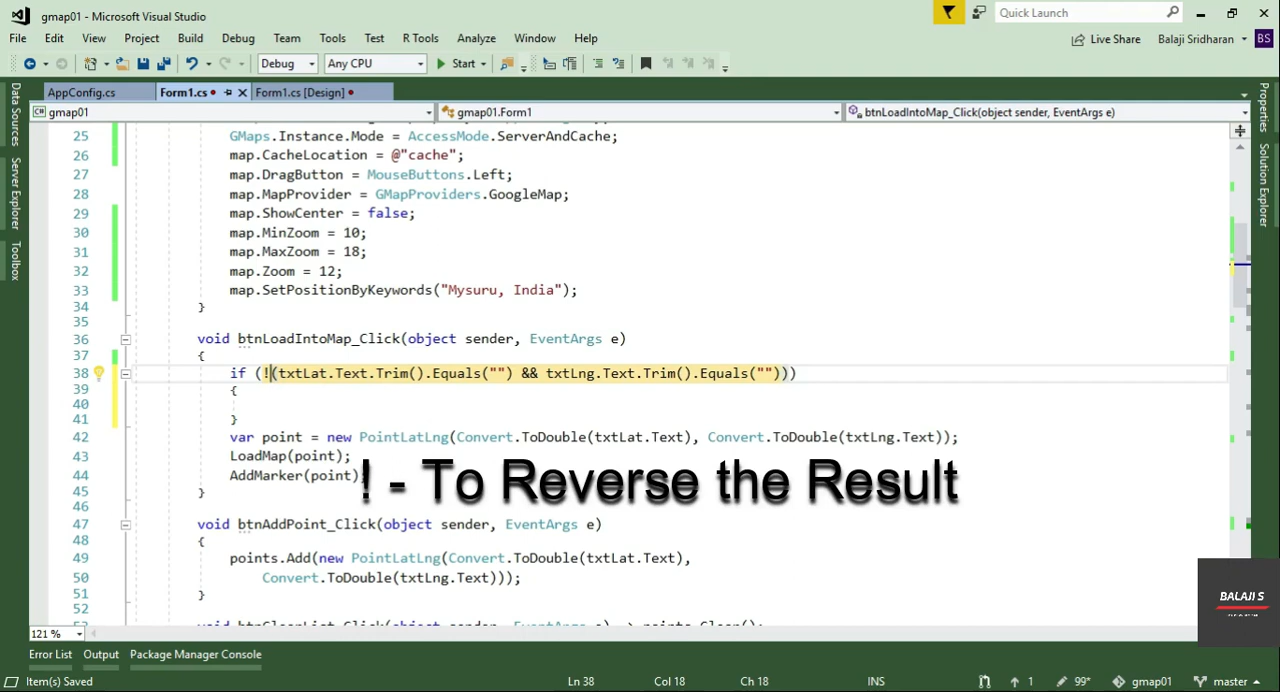 gmap01 - Microsoft Visual Studio
Quick Launch
File Edit View Project Build Debug Team Tools Test R Tools Analyze Window Help
Live Share Balaji Sridharan BS
Debug Any CPU Start
AppConfig.cs Form1.cs Form1.cs [Design]
gmap01 gmap01.Form1 btnLoadIntoMap_Click(object sender, EventArgs e)
25 GMaps.Instance.Mode = AccessMode.ServerAndCache;
26 map.CacheLocation = @"cache";
27 map.DragButton = MouseButtons.Left;
28 map.MapProvider = GMapProviders.GoogleMap;
29 map.ShowCenter = false;
30 map.MinZoom = 10;
31 map.MaxZoom = 18;
32 map.Zoom = 12;
33 map.SetPositionByKeywords("Mysuru, India");
34 }
35
36 void btnLoadIntoMap_Click(object sender, EventArgs e)
37 {
38 if (!(txtLat.Text.Trim().Equals("") && txtLng.Text.Trim().Equals("")))
39 {
40
41 }
42 var point = new PointLatLng(Convert.ToDouble(txtLat.Text), Convert.ToDouble(txtLng.Text));
43 LoadMap(point);
44 AddMarker(point);
! - To Reverse the Result
45 }
46
47 void btnAddPoint_Click(object sender, EventArgs e)
48 {
49 points.Add(new PointLatLng(Convert.ToDouble(txtLat.Text),
50 Convert.ToDouble(txtLng.Text)));
51 }
52
void btnClearList_Click(object sender, EventArgs e) => points.Clear();
121 %
Error List Output Package Manager Console
Item(s) Saved Ln 38 Col 18 Ch 18 INS 1 99* gmap01 master
Data Sources
Server Explorer
Toolbox
Properties
Solution Explorer
BALAJI S